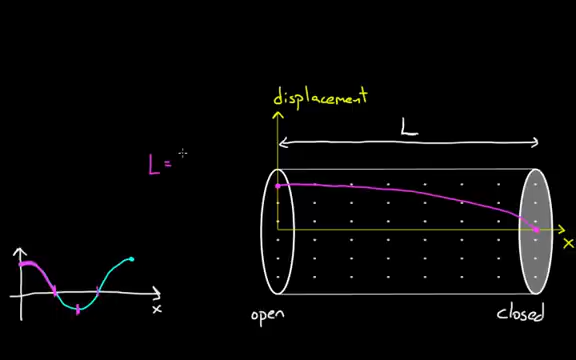 displacement
L
L =
x
x
open
closed